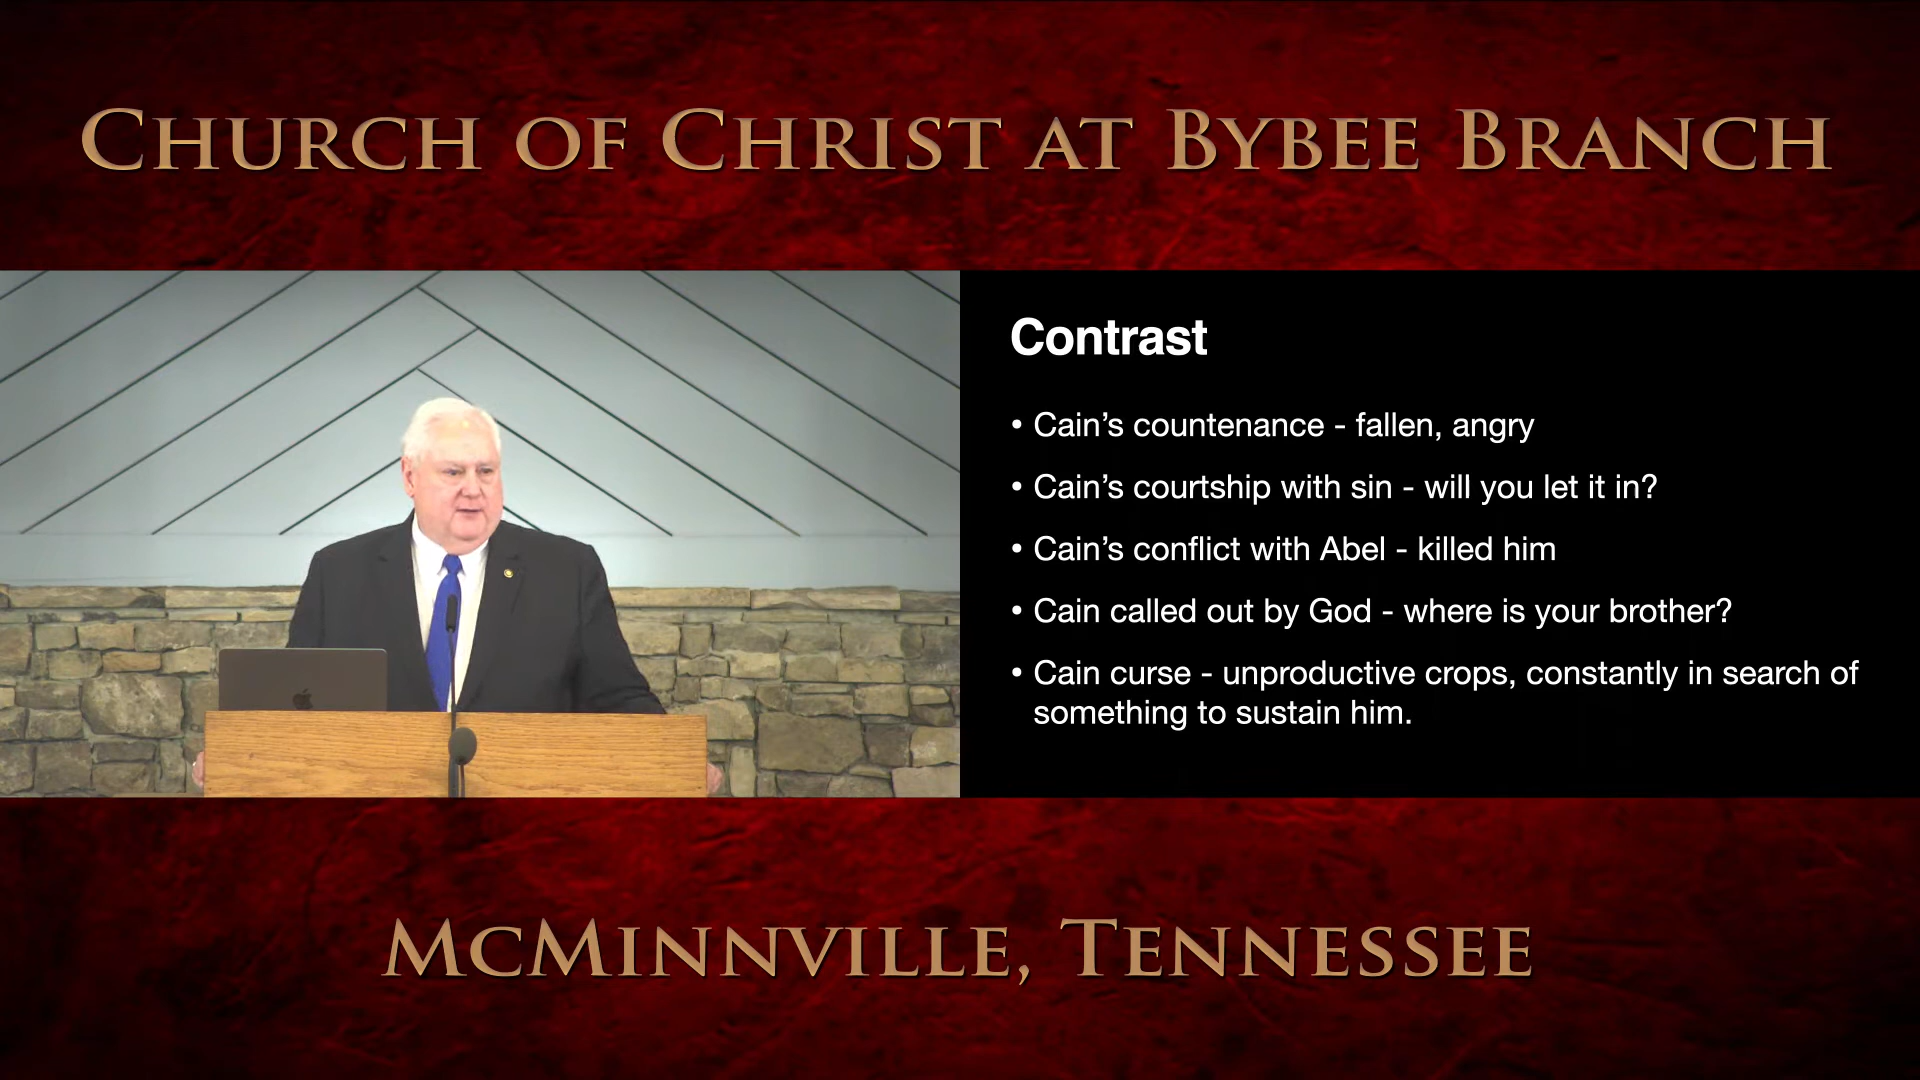 CHURCH OF CHRIST AT BYBEE BRANCH
Contrast
• Cain’s countenance - fallen, angry
• Cain’s courtship with sin - will you let it in?
• Cain’s conflict with Abel - killed him
• Cain called out by God - where is your brother?
• Cain curse - unproductive crops, constantly in search of
something to sustain him.
MCMINNVILLE, TENNESSEE